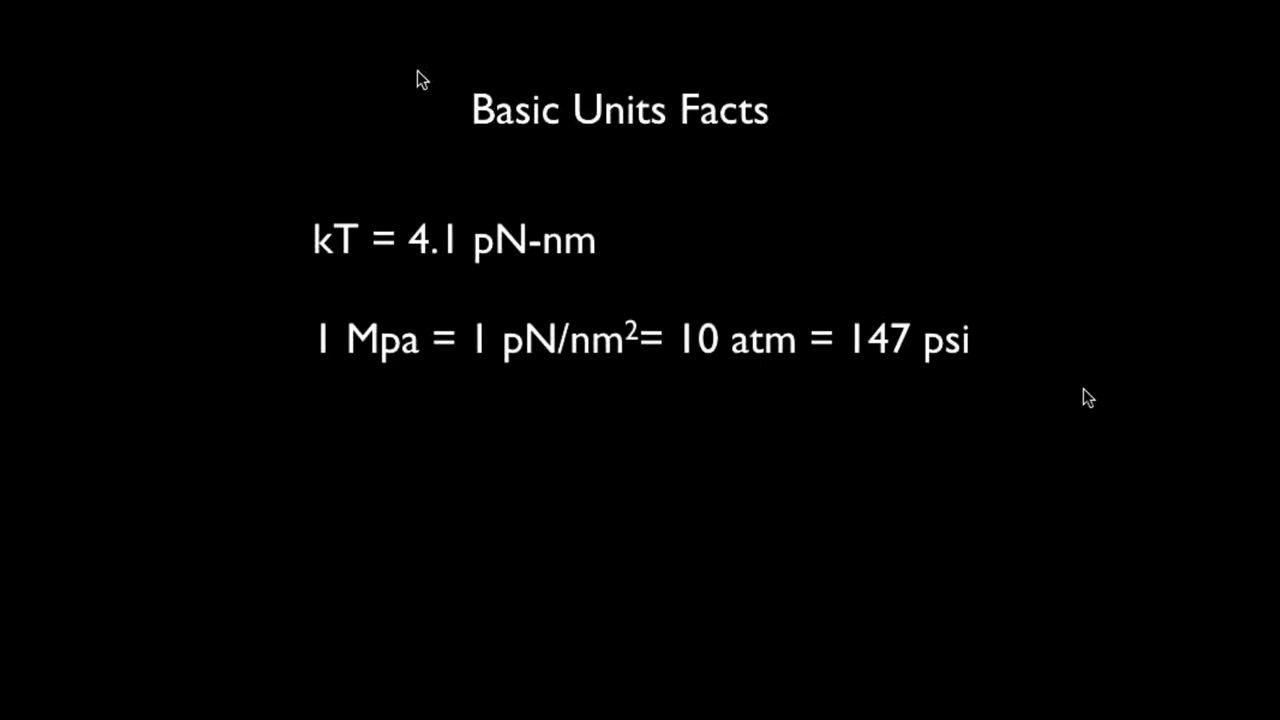 Basic Units Facts
kT = 4.1 pN-nm
1 Mpa = 1 pN/nm²= 10 atm = 147 psi